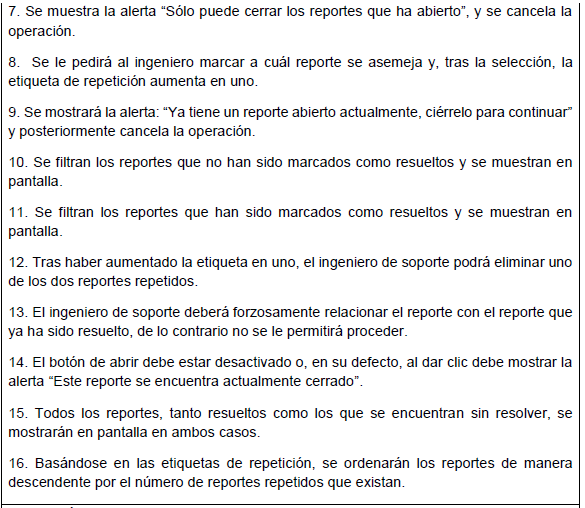 7. Se muestra la alerta “Sólo puede cerrar los reportes que ha abierto”, y se cancela la
operación.
8.  Se le pedirá al ingeniero marcar a cuál reporte se asemeja y, tras la selección, la
etiqueta de repetición aumenta en uno.
9. Se mostrará la alerta: “Ya tiene un reporte abierto actualmente, ciérrelo para continuar”
y posteriormente cancela la operación.
10. Se filtran los reportes que no han sido marcados como resueltos y se muestran en
pantalla.
11. Se filtran los reportes que han sido marcados como resueltos y se muestran en
pantalla.
12. Tras haber aumentado la etiqueta en uno, el ingeniero de soporte podrá eliminar uno
de los dos reportes repetidos.
13. El ingeniero de soporte deberá forzosamente relacionar el reporte con el reporte que
ya ha sido resuelto, de lo contrario no se le permitirá proceder.
14. El botón de abrir debe estar desactivado o, en su defecto, al dar clic debe mostrar la
alerta “Este reporte se encuentra actualmente cerrado”.
15. Todos los reportes, tanto resueltos como los que se encuentran sin resolver, se
mostrarán en pantalla en ambos casos.
16. Basándose en las etiquetas de repetición, se ordenarán los reportes de manera
descendente por el número de reportes repetidos que existan.